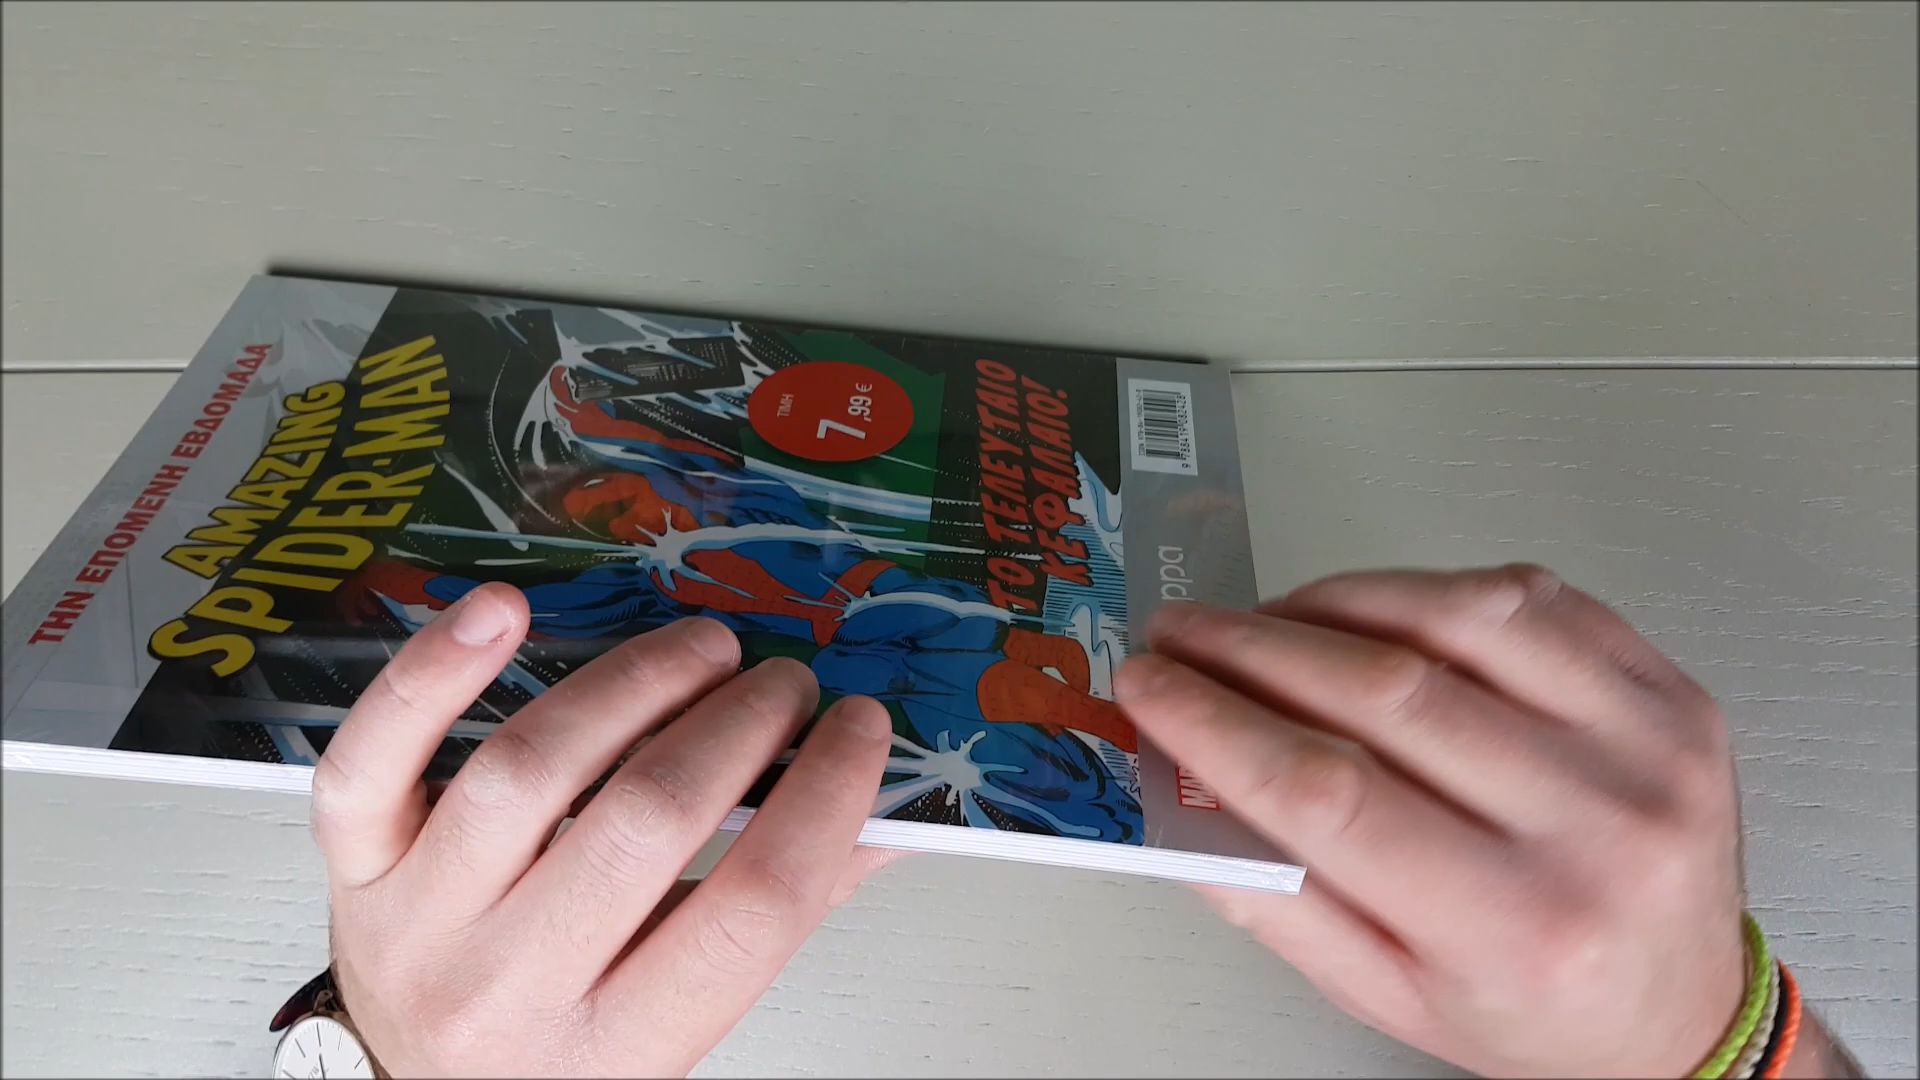 ΤΗΝ ΕΠΟΜΕΝΗ ΕΒΔΟΜΑΔΑ
AMAZING
SPIDER-MAN
ΤΙΜΗ
7,99 €
ΤΟ ΤΕΛΕΥΤΑΙΟ
ΚΕΦΑΛΑΙΟ!